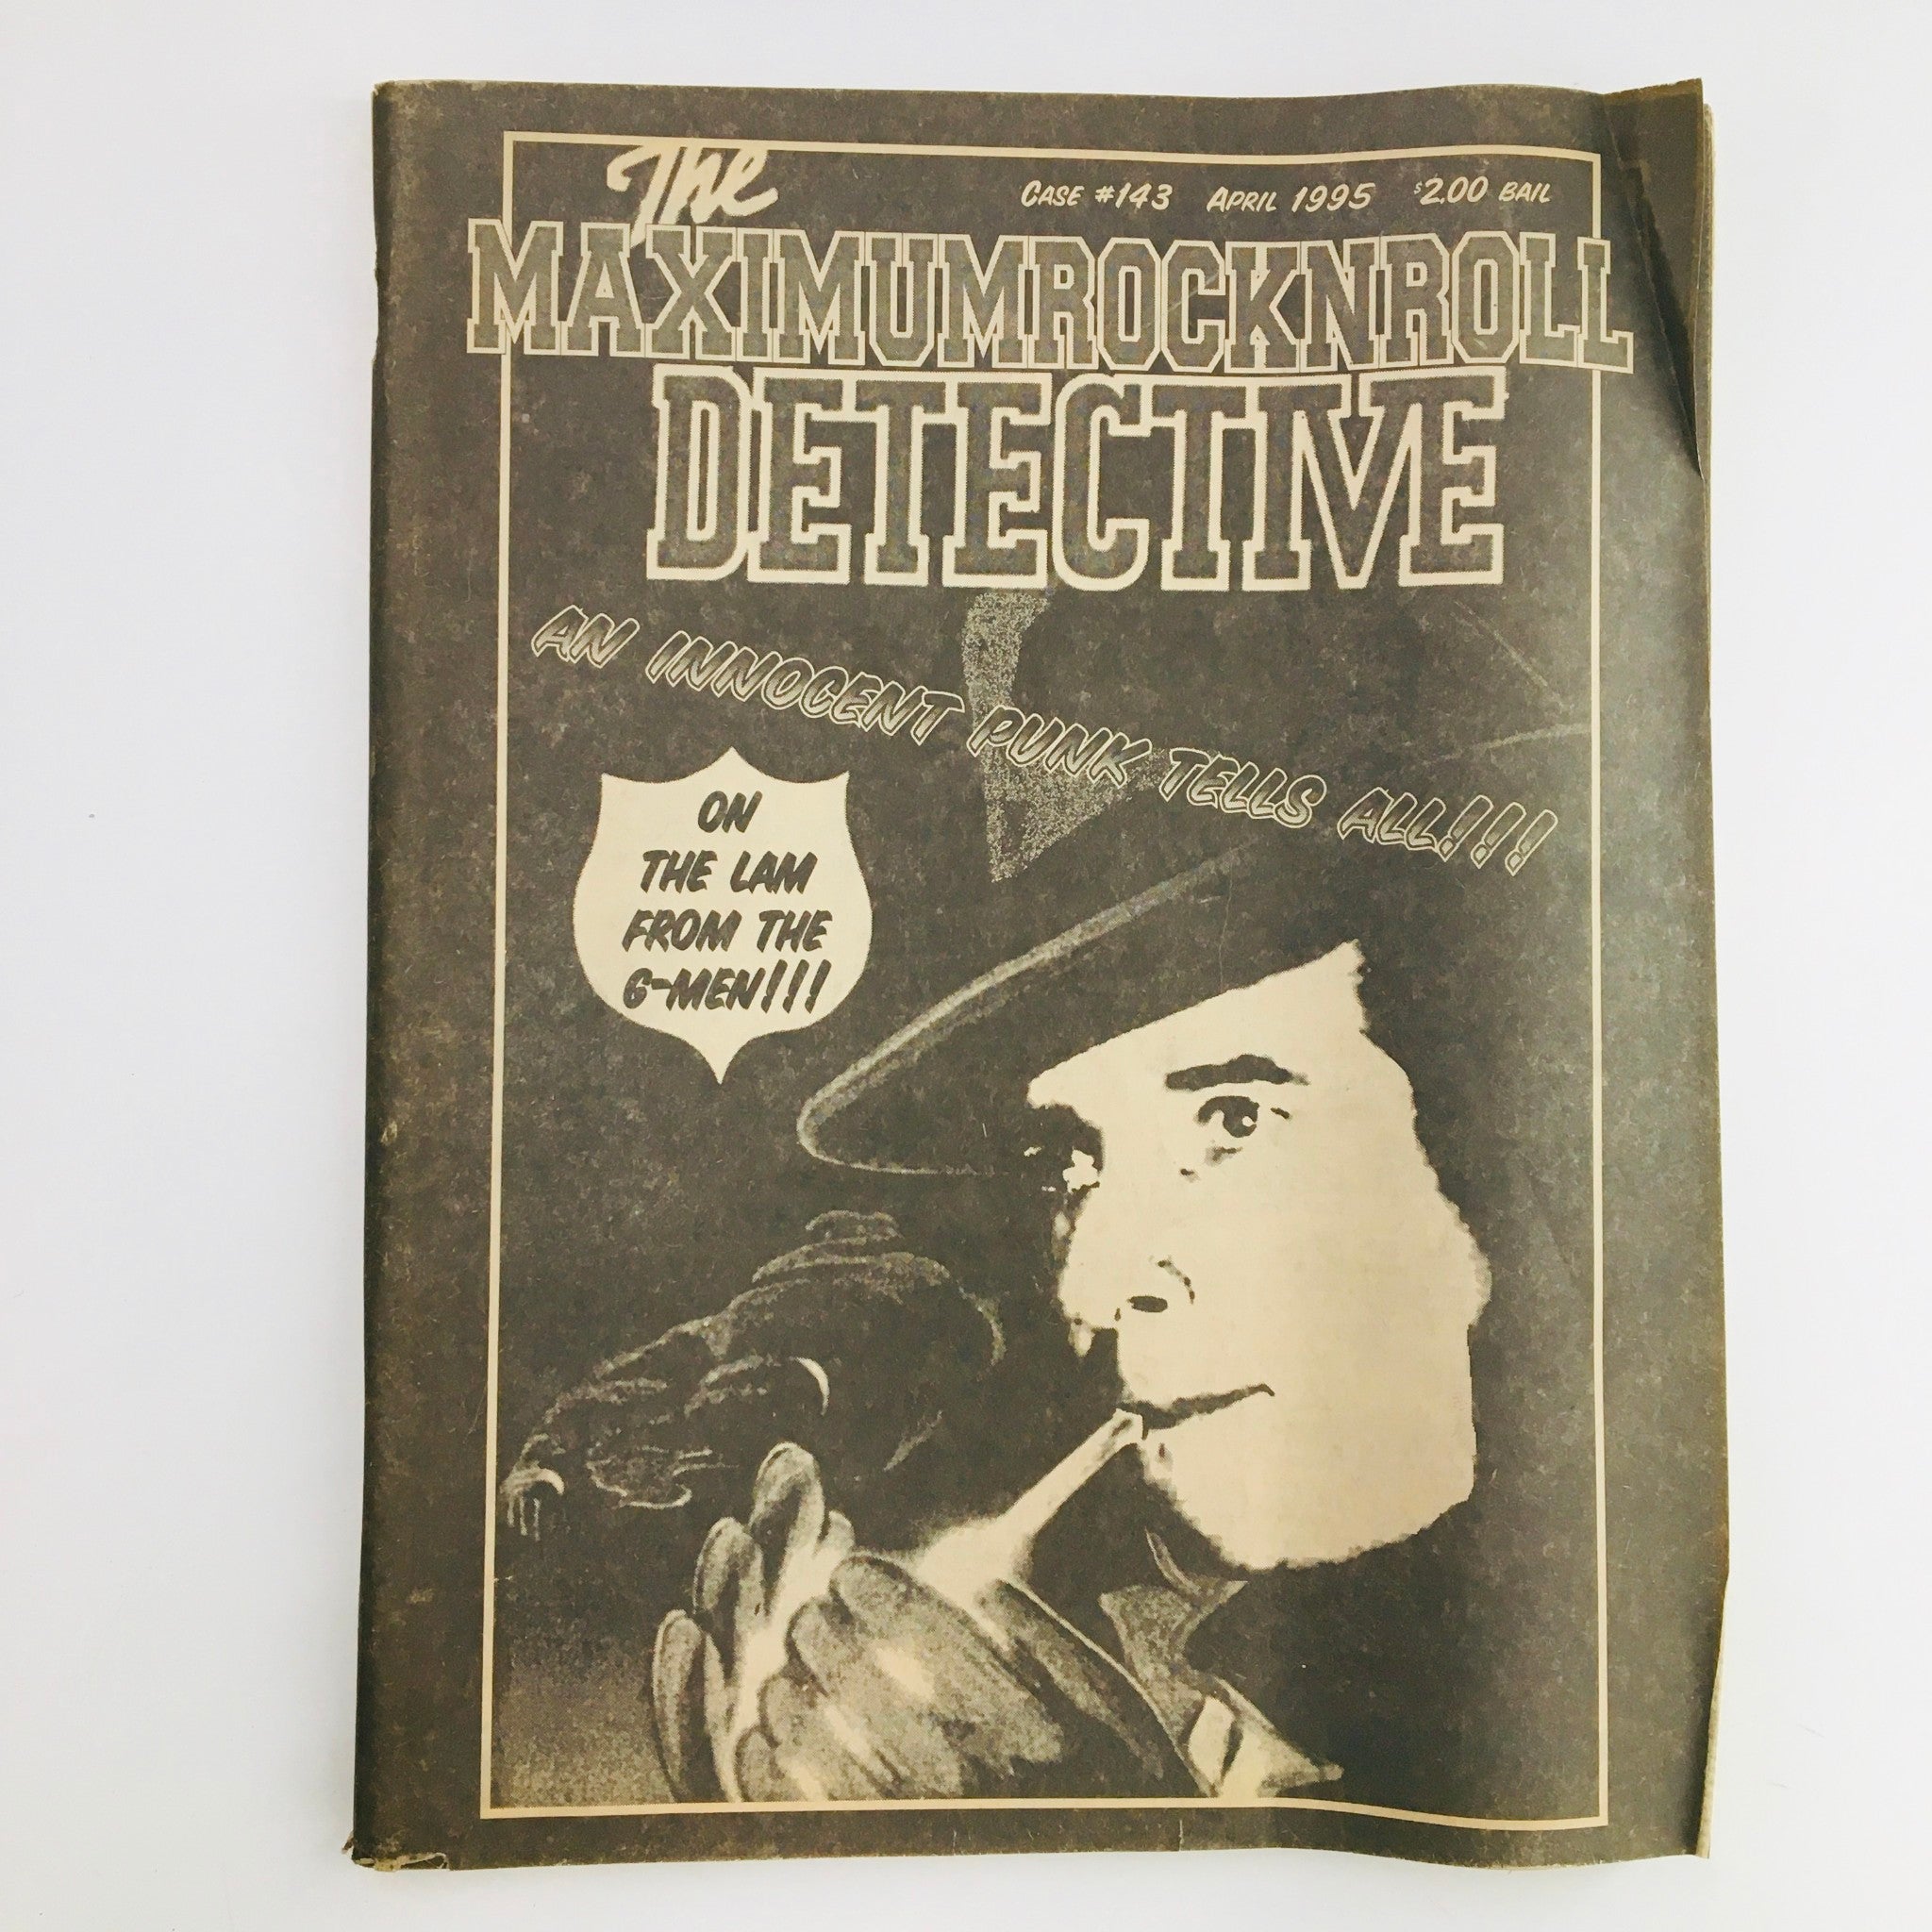 The
CASE #143 APRIL 1995 $2.00 BAIL
MAXIMUMROCKNROLL
DETECTIVE
AN INNOCENT PUNK TELLS ALL!!!
ON
THE LAM
FROM THE
G-MEN!!!